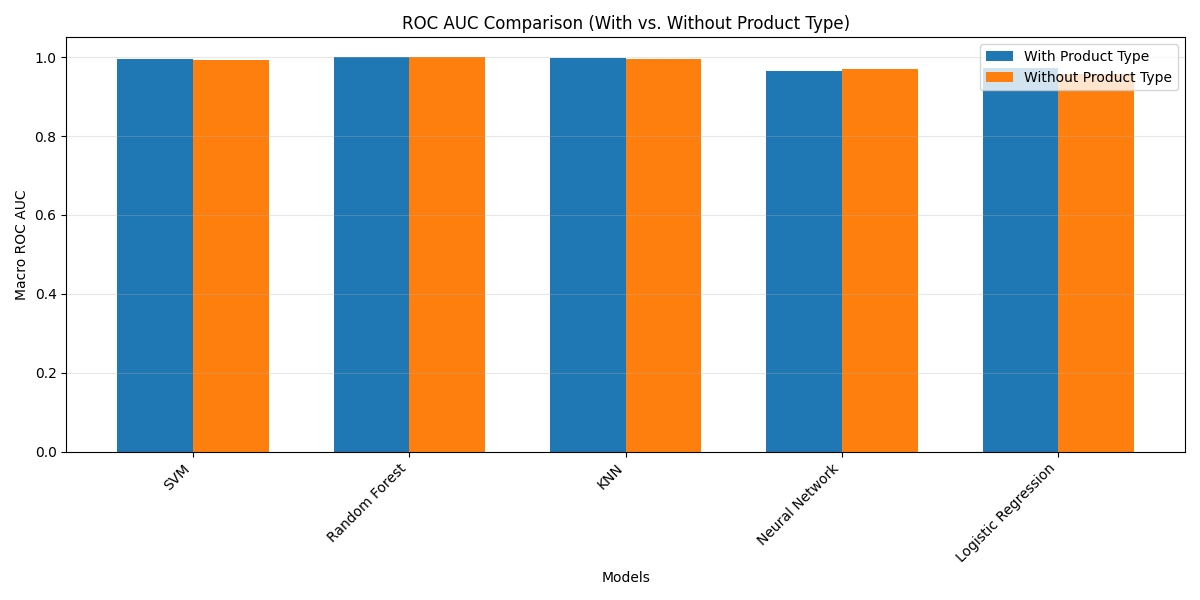 ROC AUC Comparison (With vs. Without Product Type)
With Product Type
Without Product Type
Macro ROC AUC
1.0
0.8
0.6
0.4
0.2
0.0
SVM
Random Forest
KNN
Neural Network
Logistic Regression
Models